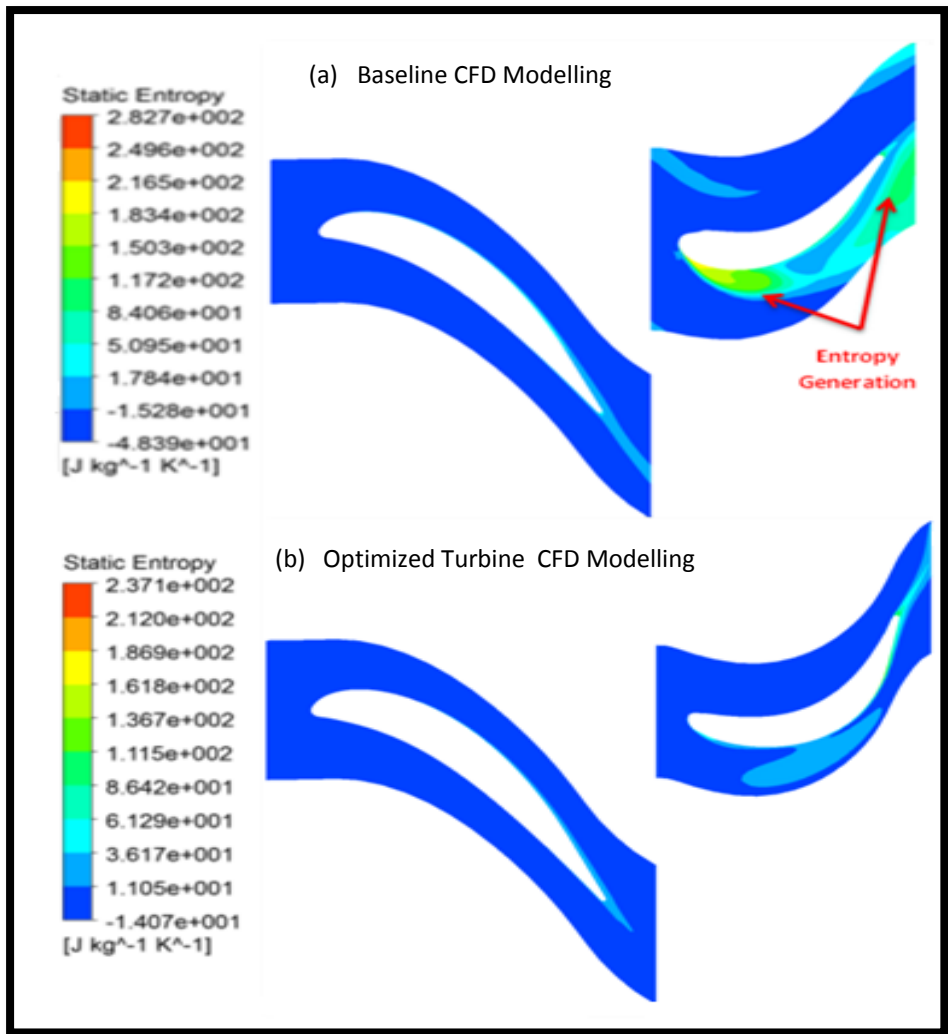 (a) Baseline CFD Modelling
Static Entropy
2.827e+002
2.496e+002
2.165e+002
1.834e+002
1.503e+002
1.172e+002
8.406e+001
5.095e+001
1.784e+001
-1.528e+001
-4.839e+001
[J kg^-1 K^-1]
Entropy
Generation
(b) Optimized Turbine CFD Modelling
Static Entropy
2.371e+002
2.120e+002
1.869e+002
1.618e+002
1.367e+002
1.115e+002
8.642e+001
6.129e+001
3.617e+001
1.105e+001
-1.407e+001
[J kg^-1 K^-1]